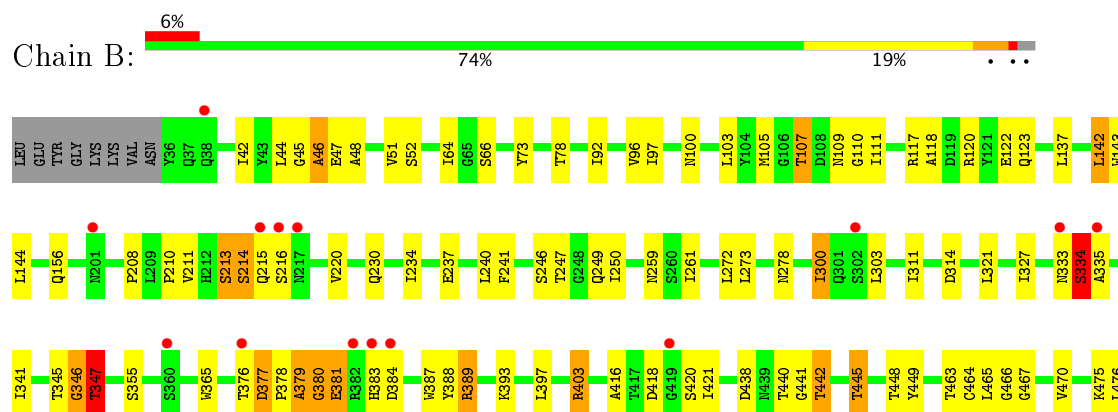 6%
Chain B:
74% 19% • • •
LEU GLU TYR GLY LYS LYS VAL ASN Y36 Q37 Q38 I42 Y43 L44 G45 A46 E47 A48 V51 S52 I64 G65 S66 Y73 T78 I92 V96 I97 N100 L103 Y104 M105 G106 T107 D108 N109 G110 I111 R117 A118 D119 R120 Y121 E122 Q123 L137 L142 W143
L144 Q156 N201 P208 L209 P210 V211 H212 S213 S214 Q215 S216 N217 V220 Q230 I234 E237 L240 F241 S246 T247 G248 Q249 I250 N259 S260 I261 L272 L273 N278 I300 Q301 S302 L303 I311 D314 L321 I327 N333 S334 A335
I341 T345 G346 T347 S355 S360 W365 T376 D377 P378 A379 G380 E381 R382 H383 D384 W387 Y388 R389 K393 L397 R403 A416 T417 D418 G419 S420 I421 D438 N439 T440 G441 T442 T445 T448 Y449 T463 C464 L465 G466 G467 V470 K475